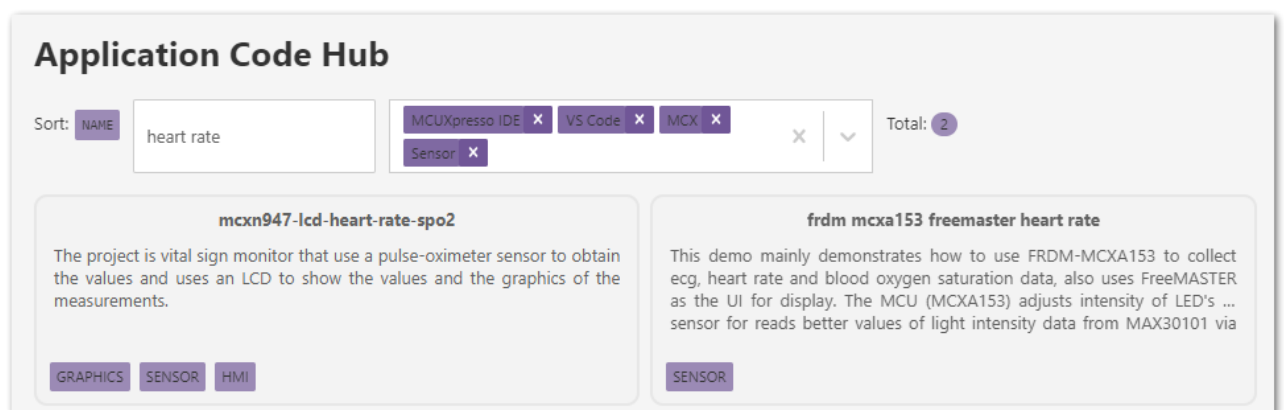 Application Code Hub
Sort: NAME
heart rate
MCUXpresso IDE X VS Code X MCX X
Sensor X
Total: 2
mcxn947-lcd-heart-rate-spo2
The project is vital sign monitor that use a pulse-oximeter sensor to obtain
the values and uses an LCD to show the values and the graphics of the
measurements.
GRAPHICS SENSOR HMI
frdm mcxa153 freemaster heart rate
This demo mainly demonstrates how to use FRDM-MCXA153 to collect
ecg, heart rate and blood oxygen saturation data, also uses FreeMASTER
as the UI for display. The MCU (MCXA153) adjusts intensity of LED's ...
sensor for reads better values of light intensity data from MAX30101 via
SENSOR